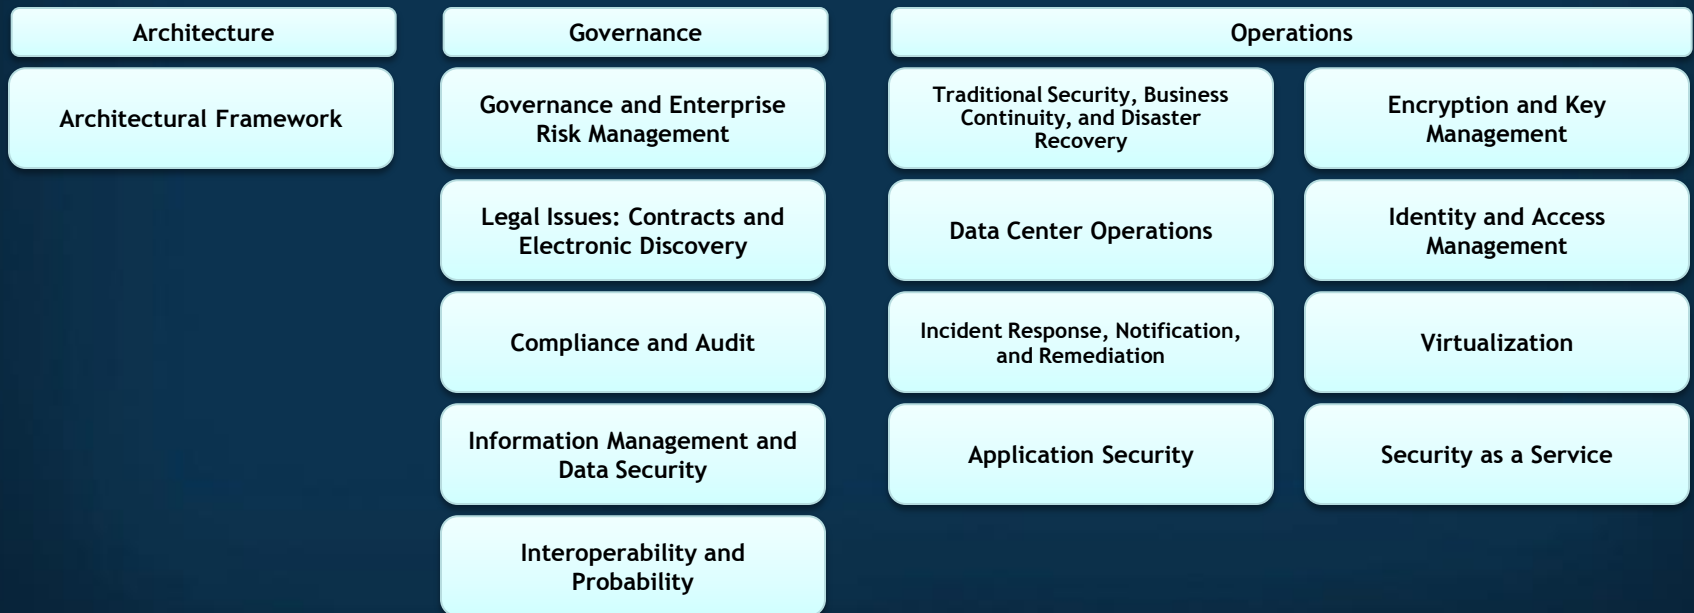 Architecture
Architectural Framework
Governance
Governance and Enterprise
Risk Management
Legal Issues: Contracts and
Electronic Discovery
Compliance and Audit
Information Management and
Data Security
Interoperability and
Probability
Operations
Traditional Security, Business
Continuity, and Disaster
Recovery
Data Center Operations
Incident Response, Notification,
and Remediation
Application Security
Encryption and Key
Management
Identity and Access
Management
Virtualization
Security as a Service